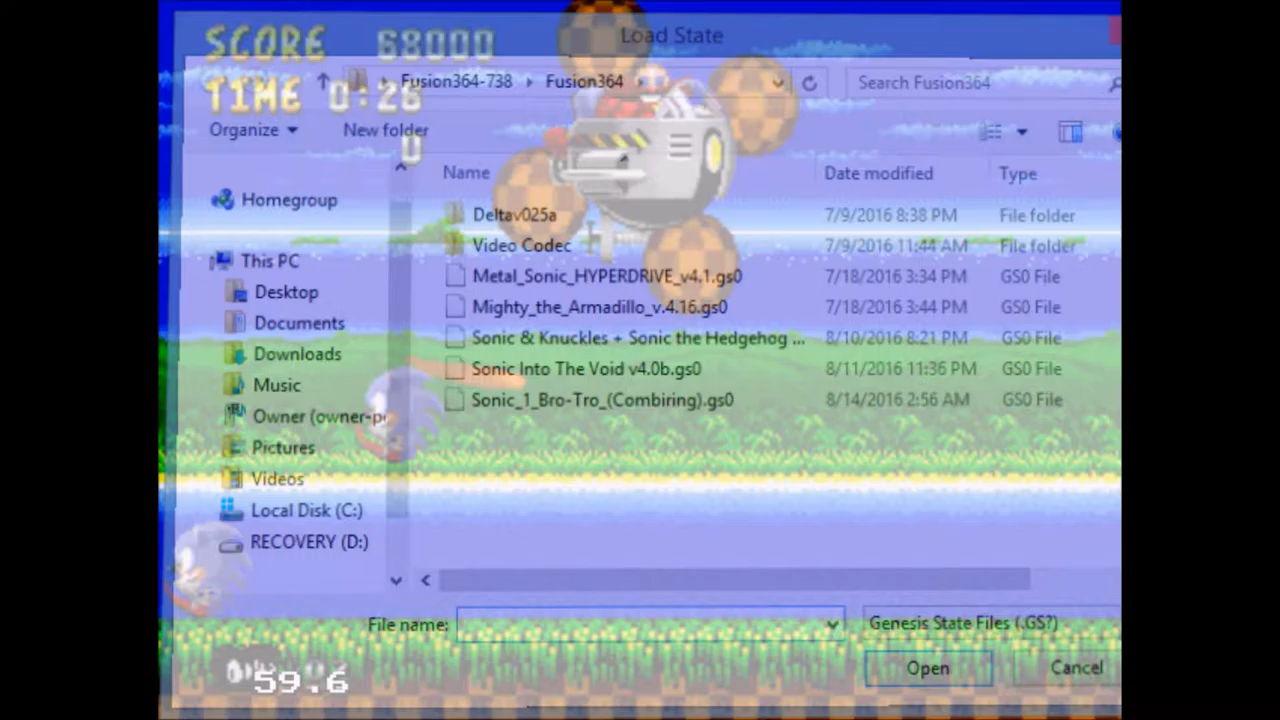 Load State
SCORE 68000
Fusion364-738 Fusion364 Search Fusion364
TIME 0:26
Organize New folder
0
Name Date modified Type
Homegroup
Deltav025a 7/9/2016 8:38 PM File folder
Video Codec 7/9/2016 11:44 AM File folder
This PC
Metal_Sonic_HYPERDRIVE_v4.1.gs0 7/18/2016 3:34 PM GS0 File
Desktop
Mighty_the_Armadillo_v.4.16.gs0 7/18/2016 3:44 PM GS0 File
Documents
Sonic & Knuckles + Sonic the Hedgehog ... 8/10/2016 8:21 PM GS0 File
Downloads
Sonic Into The Void v4.0b.gs0 8/11/2016 11:36 PM GS0 File
Music
Sonic_1_Bro-Tro_(Combiring).gs0 8/14/2016 2:56 AM GS0 File
Owner (owner-p
Pictures
Videos
Local Disk (C:)
RECOVERY (D:)
File name: Genesis State Files (.GS?)
Open Cancel
59.6